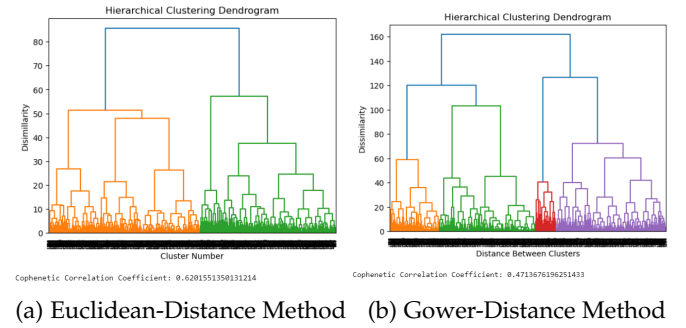 Hierarchical Clustering Dendrogram
80
70
60
50
40
30
20
10
0
Disimillarity
Cluster Number
Cophenetic Correlation Coefficient: 0.6201551350131214
(a) Euclidean-Distance Method
Hierarchical Clustering Dendrogram
160
140
120
100
80
60
40
20
0
Dissimilarity
Distance Between Clusters
Cophenetic Correlation Coefficient: 0.4713676196251433
(b) Gower-Distance Method